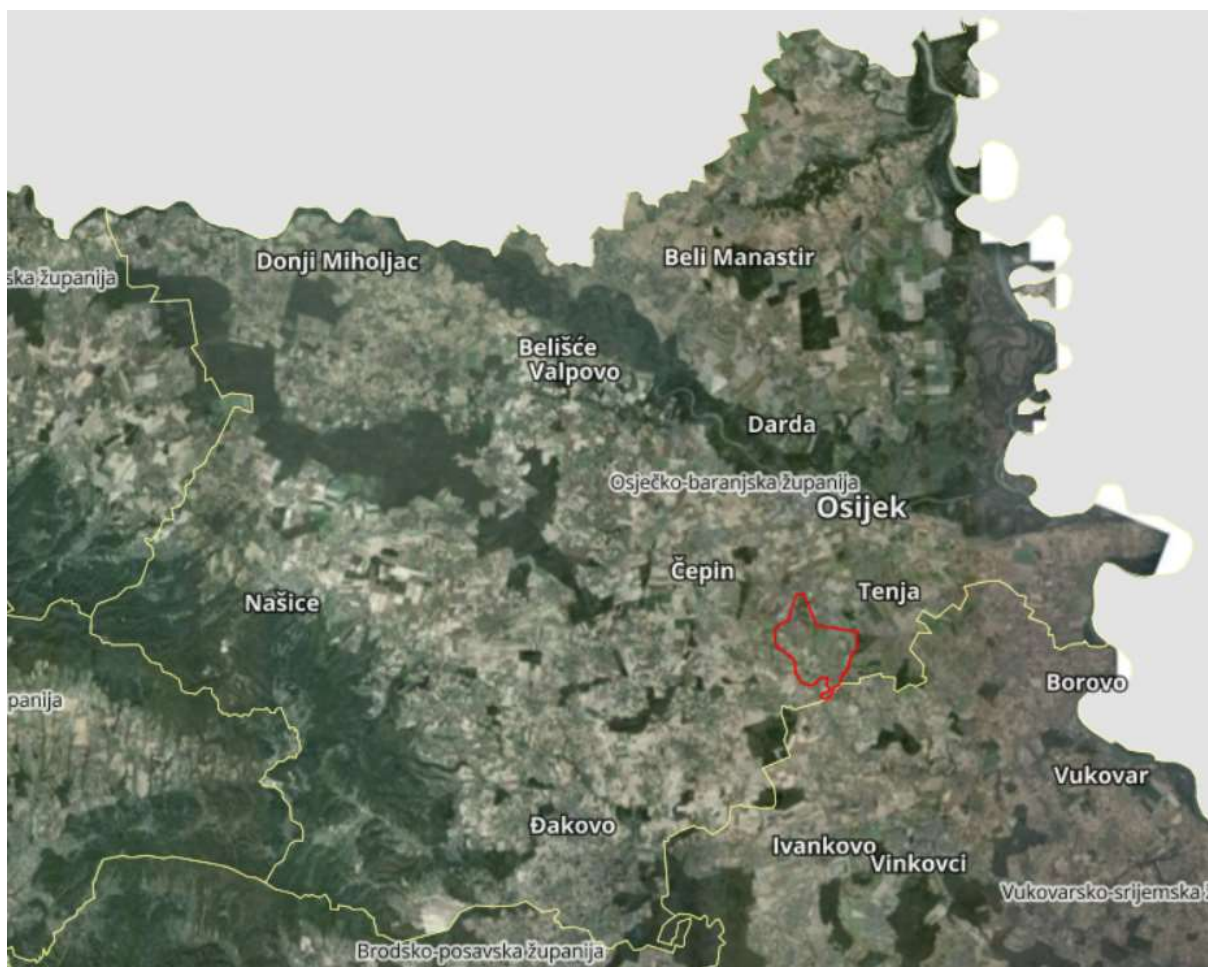 Donji Miholjac
Beli Manastir
ska županija
Belišće
Valpovo
Darda
Osječko-baranjska županija
Osijek
Čepin
Tenja
Našice
Borovo
panija
Vukovar
Đakovo
Ivankovo
Vinkovci
Vukovarsko-srijemska ž
Brodsko-posavska županija